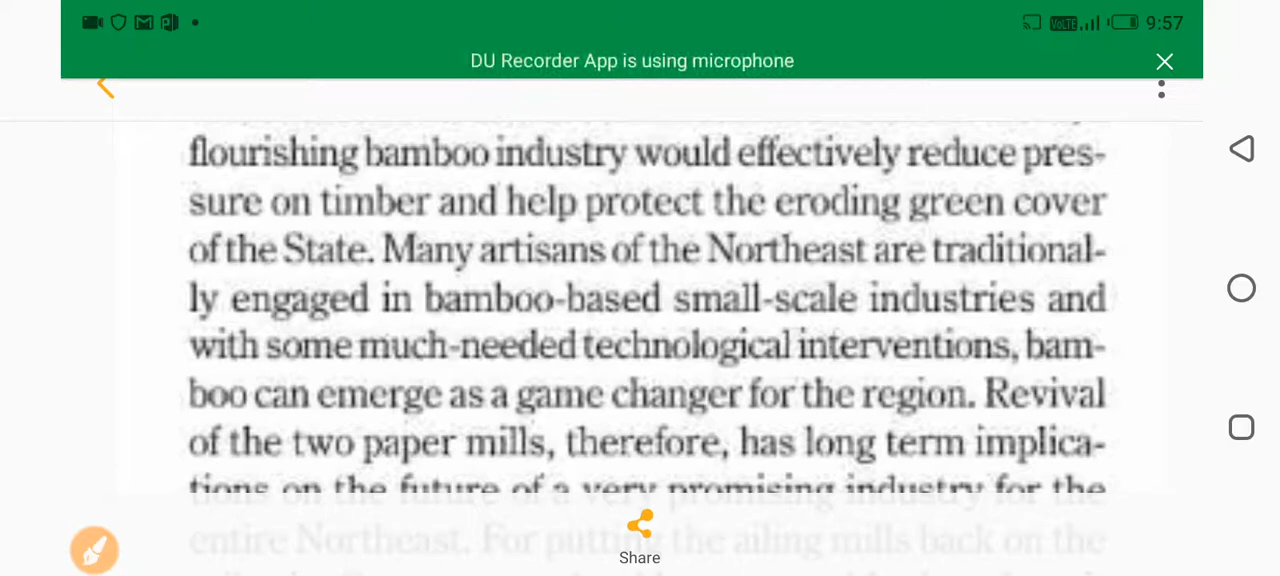 9:57
DU Recorder App is using microphone
flourishing bamboo industry would effectively reduce pres-
sure on timber and help protect the eroding green cover
of the State. Many artisans of the Northeast are traditional-
ly engaged in bamboo-based small-scale industries and
with some much-needed technological interventions, bam-
boo can emerge as a game changer for the region. Revival
of the two paper mills, therefore, has long term implica-
tions on the future of a very promising industry for the
entire Northeast. For putting the ailing mills back on the
Share